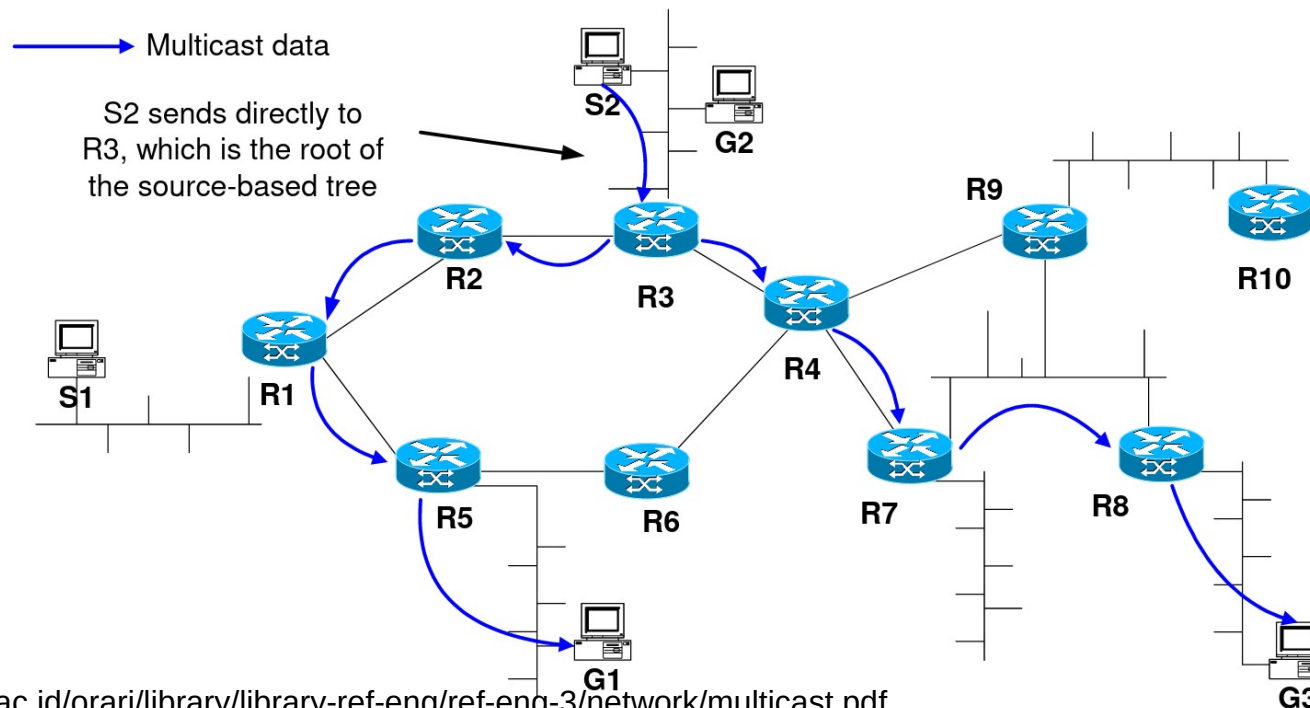 Multicast data
S2 sends directly to
R3, which is the root of
the source-based tree
S2
G2
R9
R10
R2
R3
R4
S1
R1
R5
R6
R7
R8
G1
G3
ac.id/orari/library/library-ref-eng/ref-eng-3/network/multicast.pdf